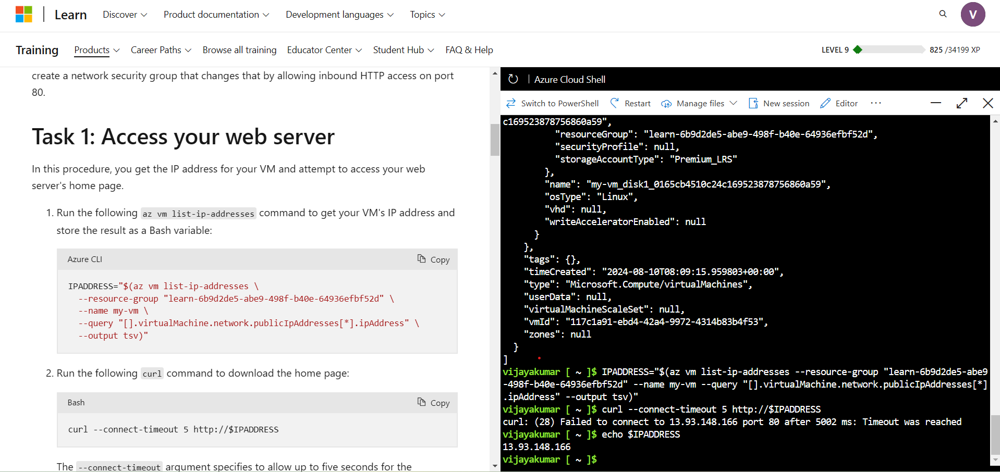 Learn Discover Product documentation Development languages Topics V
Training Products Career Paths Browse all training Educator Center Student Hub FAQ & Help LEVEL 9 825 /34199 XP
create a network security group that changes that by allowing inbound HTTP access on port
80.
Task 1: Access your web server
In this procedure, you get the IP address for your VM and attempt to access your web
server's home page.
1. Run the following az vm list-ip-addresses command to get your VM's IP address and
store the result as a Bash variable:
Azure CLI Copy
IPADDRESS="$(az vm list-ip-addresses \
--resource-group "learn-6b9d2de5-abe9-498f-b40e-64936efbf52d" \
--name my-vm \
--query "[].virtualMachine.network.publicIpAddresses[*].ipAddress" \
--output tsv)"
2. Run the following curl command to download the home page:
Bash Copy
curl --connect-timeout 5 http://$IPADDRESS
The --connect-timeout argument specifies to allow up to five seconds for the
Azure Cloud Shell
Switch to PowerShell Restart Manage files New session Editor ...
c169523878756860a59",
"resourceGroup": "learn-6b9d2de5-abe9-498f-b40e-64936efbf52d",
"securityProfile": null,
"storageAccountType": "Premium_LRS"
},
"name": "my-vm_disk1_0165cb4510c24c169523878756860a59",
"osType": "Linux",
"vhd": null,
"writeAcceleratorEnabled": null
}
},
"tags": {},
"timeCreated": "2024-08-10T08:09:15.959803+00:00",
"type": "Microsoft.Compute/virtualMachines",
"userData": null,
"virtualMachineScaleSet": null,
"vmId": "117c1a91-ebd4-42a4-9972-4314b83b4f53",
"zones": null
}
]
vijayakumar [ ~ ]$ IPADDRESS="$(az vm list-ip-addresses --resource-group "learn-6b9d2de5-abe9
-498f-b40e-64936efbf52d" --name my-vm --query "[].virtualMachine.network.publicIpAddresses[*]
.ipAddress" --output tsv)"
vijayakumar [ ~ ]$ curl --connect-timeout 5 http://$IPADDRESS
curl: (28) Failed to connect to 13.93.148.166 port 80 after 5002 ms: Timeout was reached
vijayakumar [ ~ ]$ echo $IPADDRESS
13.93.148.166
vijayakumar [ ~ ]$